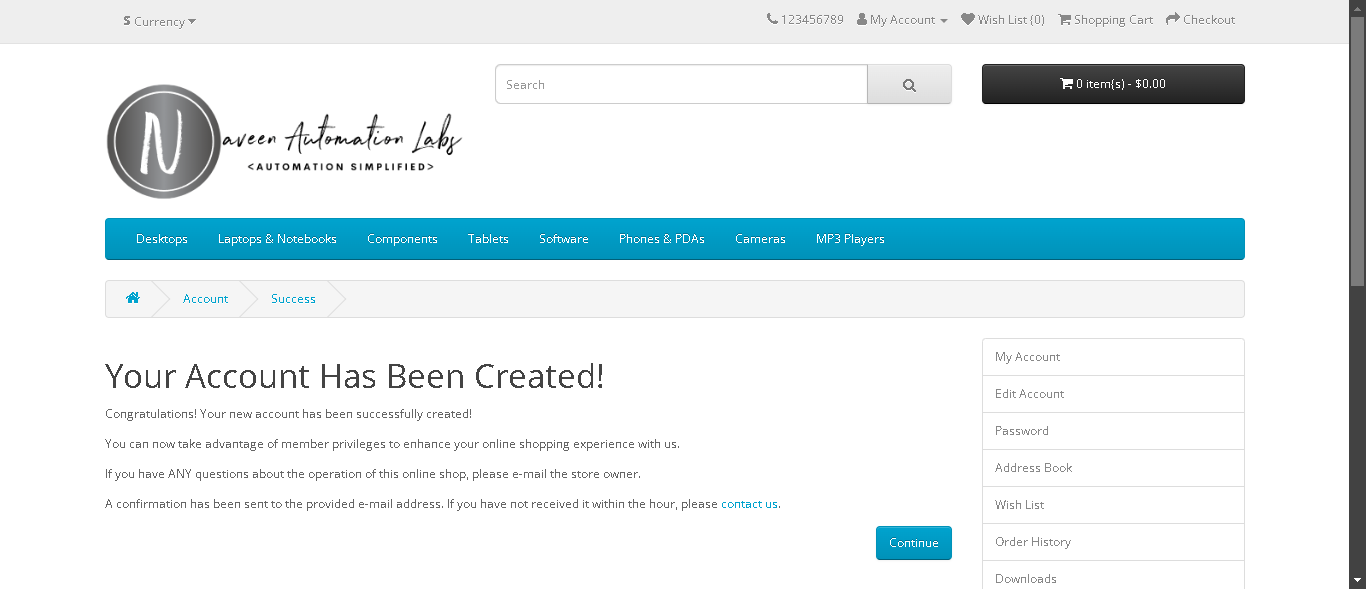 $ Currency
123456789 My Account Wish List (0) Shopping Cart Checkout
Search
0 item(s) - $0.00
Naveen Automation Labs
<AUTOMATION SIMPLIFIED>
Desktops Laptops & Notebooks Components Tablets Software Phones & PDAs Cameras MP3 Players
Account Success
Your Account Has Been Created!
Congratulations! Your new account has been successfully created!
You can now take advantage of member privileges to enhance your online shopping experience with us.
If you have ANY questions about the operation of this online shop, please e-mail the store owner.
A confirmation has been sent to the provided e-mail address. If you have not received it within the hour, please contact us.
Continue
My Account
Edit Account
Password
Address Book
Wish List
Order History
Downloads